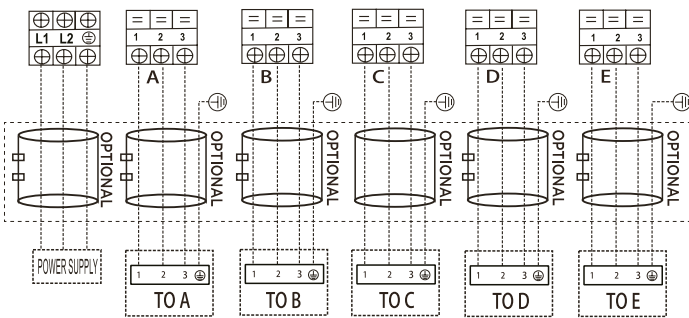 L1 L2
1 2 3
1 2 3
1 2 3
1 2 3
1 2 3
A
B
C
D
E
OPTIONAL
OPTIONAL
OPTIONAL
OPTIONAL
OPTIONAL
OPTIONAL
POWER SUPPLY
1 2 3
TO A
1 2 3
TO B
1 2 3
TO C
1 2 3
TO D
1 2 3
TO E